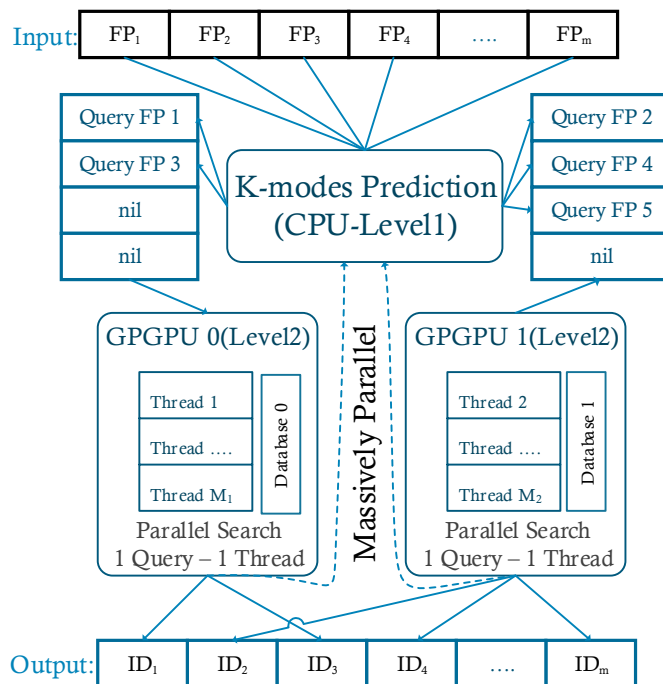 Input: FP₁ FP₂ FP₃ FP₄ .... FPₘ
Query FP 1
Query FP 3
nil
nil
K-modes Prediction
(CPU-Level1)
Query FP 2
Query FP 4
Query FP 5
nil
GPGPU 0(Level2)
Thread 1
Thread ....
Thread M₁
Database 0
Parallel Search
1 Query – 1 Thread
Massively Parallel
GPGPU 1(Level2)
Thread 2
Thread ....
Thread M₂
Database 1
Parallel Search
1 Query – 1 Thread
Output: ID₁ ID₂ ID₃ ID₄ .... IDₘ